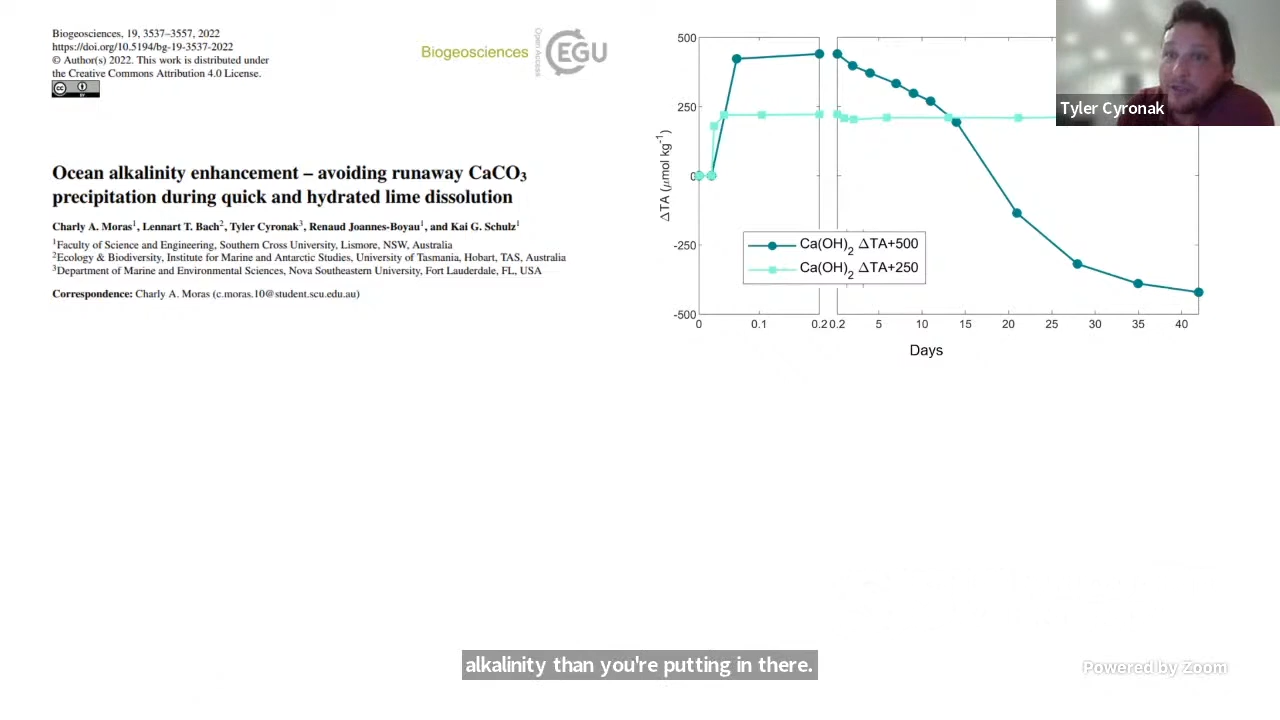 Biogeosciences, 19, 3537–3557, 2022
https://doi.org/10.5194/bg-19-3537-2022
© Author(s) 2022. This work is distributed under
the Creative Commons Attribution 4.0 License.
cc
BY
Biogeosciences
Open Access
EGU
Ocean alkalinity enhancement – avoiding runaway CaCO3
precipitation during quick and hydrated lime dissolution
Charly A. Moras1, Lennart T. Bach2, Tyler Cyronak3, Renaud Joannes-Boyau1, and Kai G. Schulz1
1Faculty of Science and Engineering, Southern Cross University, Lismore, NSW, Australia
2Ecology & Biodiversity, Institute for Marine and Antarctic Studies, University of Tasmania, Hobart, TAS, Australia
3Department of Marine and Environmental Sciences, Nova Southeastern University, Fort Lauderdale, FL, USA
Correspondence: Charly A. Moras (c.moras.10@student.scu.edu.au)
500
250
0
-250
-500
ΔTA (μmol kg-1)
Ca(OH)2 ΔTA+500
Ca(OH)2 ΔTA+250
0 0.1 0.2 0.2 5 10 15 20 25 30 35 40
Days
Tyler Cyronak
alkalinity than you're putting in there.
Powered by Zoom